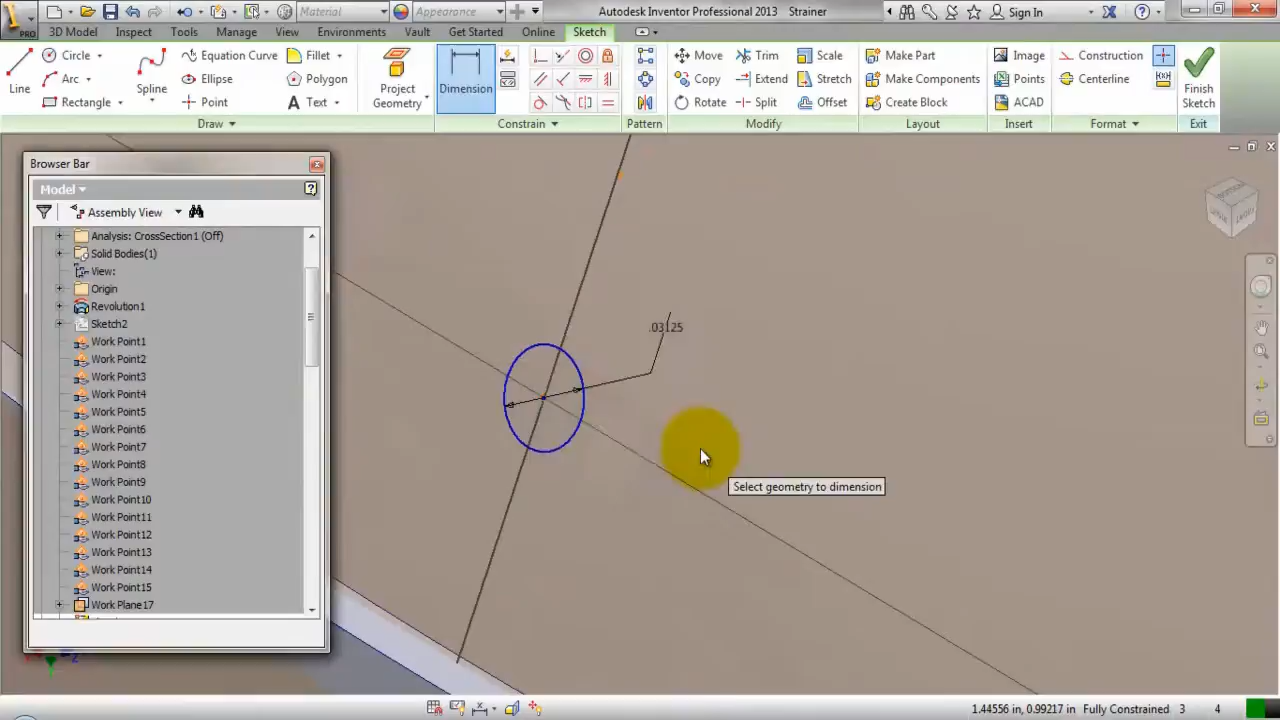 Material
Appearance
Autodesk Inventor Professional 2013 Strainer
Sign In
PRO
3D Model Inspect Tools Manage View Environments Vault Get Started Online Sketch
Line
Circle
Arc
Rectangle
Spline
Equation Curve
Ellipse
Point
Fillet
Polygon
Text
Project Geometry
Dimension
Move
Copy
Rotate
Trim
Extend
Split
Scale
Stretch
Offset
Make Part
Make Components
Create Block
Image
Points
ACAD
Construction
Centerline
Finish Sketch
Draw Constrain Pattern Modify Layout Insert Format Exit
Browser Bar
Model
Assembly View
Analysis: CrossSection1 (Off)
Solid Bodies(1)
View:
Origin
Revolution1
Sketch2
Work Point1
Work Point2
Work Point3
Work Point4
Work Point5
Work Point6
Work Point7
Work Point8
Work Point9
Work Point10
Work Point11
Work Point12
Work Point13
Work Point14
Work Point15
Work Plane17
.03125
Select geometry to dimension
1.44556 in, 0.99217 in Fully Constrained 3 4